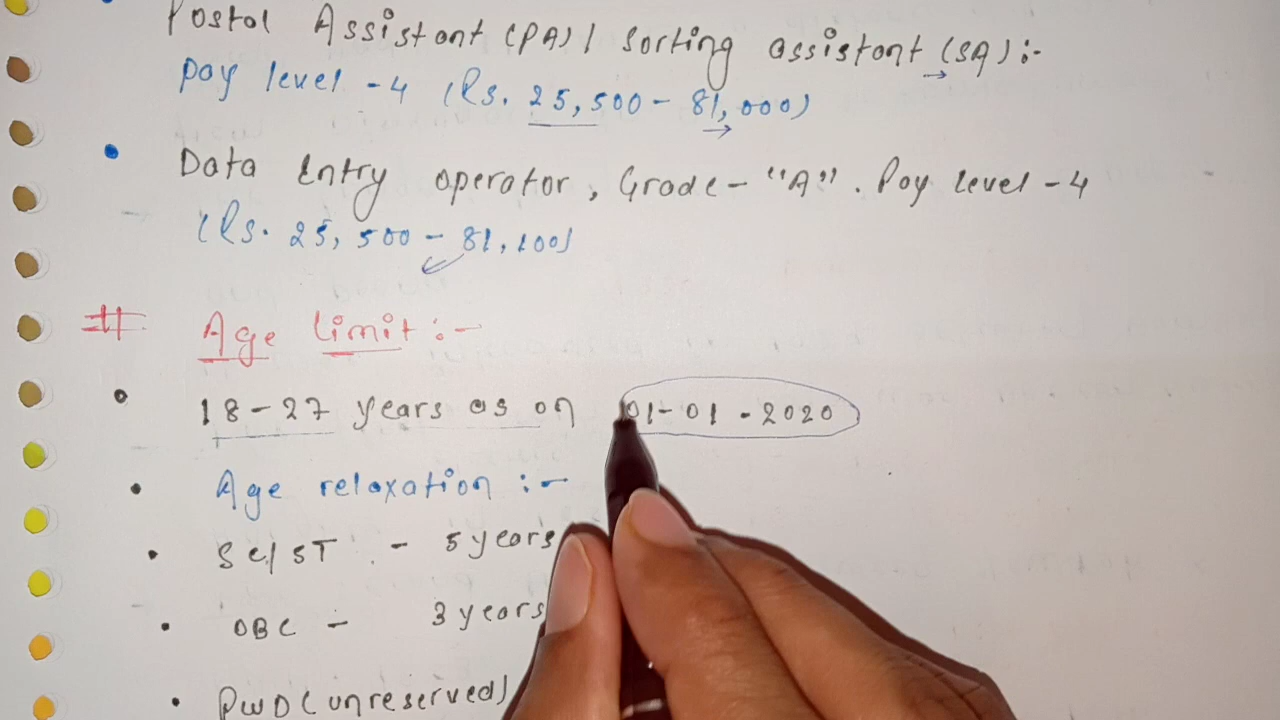 Postal Assistant (PA) / Sorting assistant (SA) :-
Pay level - 4 (Rs. 25,500 - 81,000)
Data Entry operator, Grade - "A". Pay level - 4
(Rs. 25,500 - 81,100)
# Age limit :-
18 - 27 years as on 01-01-2020
Age relaxation :-
SC/ST - 5 years
OBC - 3 years
PWD (unreserved)